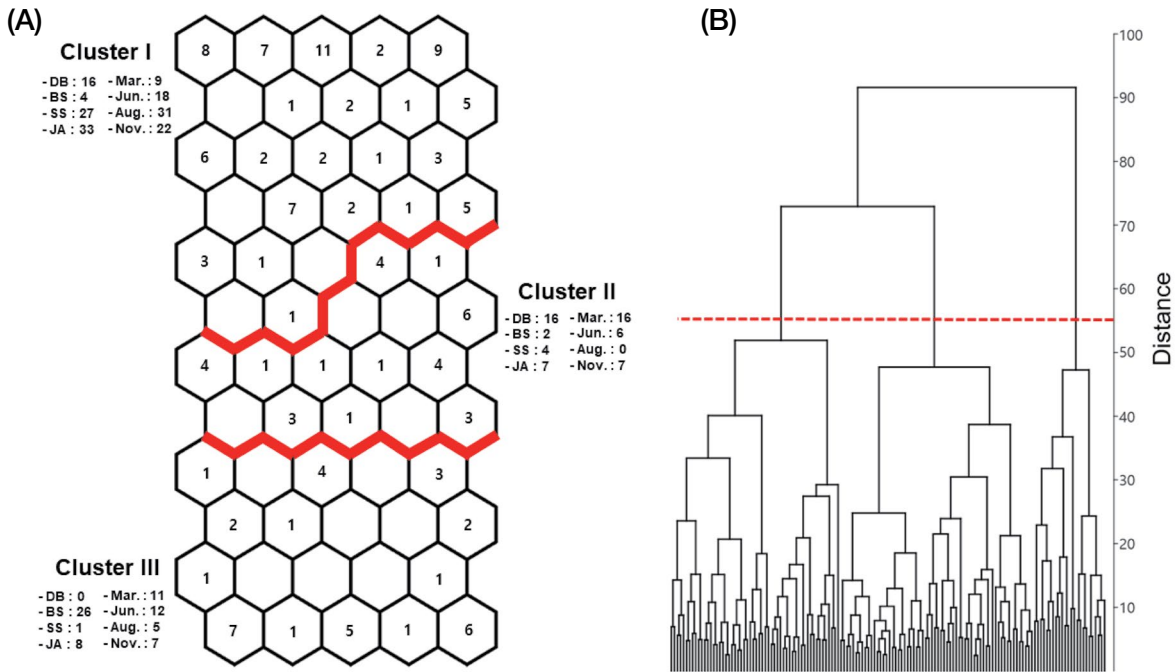 (A)
Cluster I
- DB : 16 - Mar. : 9
- BS : 4 - Jun. : 18
- SS : 27 - Aug. : 31
- JA : 33 - Nov. : 22
8 7 11 2 9
1 2 1 5
6 2 2 1 3
7 2 1 5
3 1 4 1
1 6
4 1 1 1 4
3 1 3
1 4 3
2 1 2
1 1
7 1 5 1 6
Cluster II
- DB : 16 - Mar. : 16
- BS : 2 - Jun. : 6
- SS : 4 - Aug. : 0
- JA : 7 - Nov. : 7
Cluster III
- DB : 0 - Mar. : 11
- BS : 26 - Jun. : 12
- SS : 1 - Aug. : 5
- JA : 8 - Nov. : 7
(B)
100
90
80
70
60
50
40
30
20
10
Distance